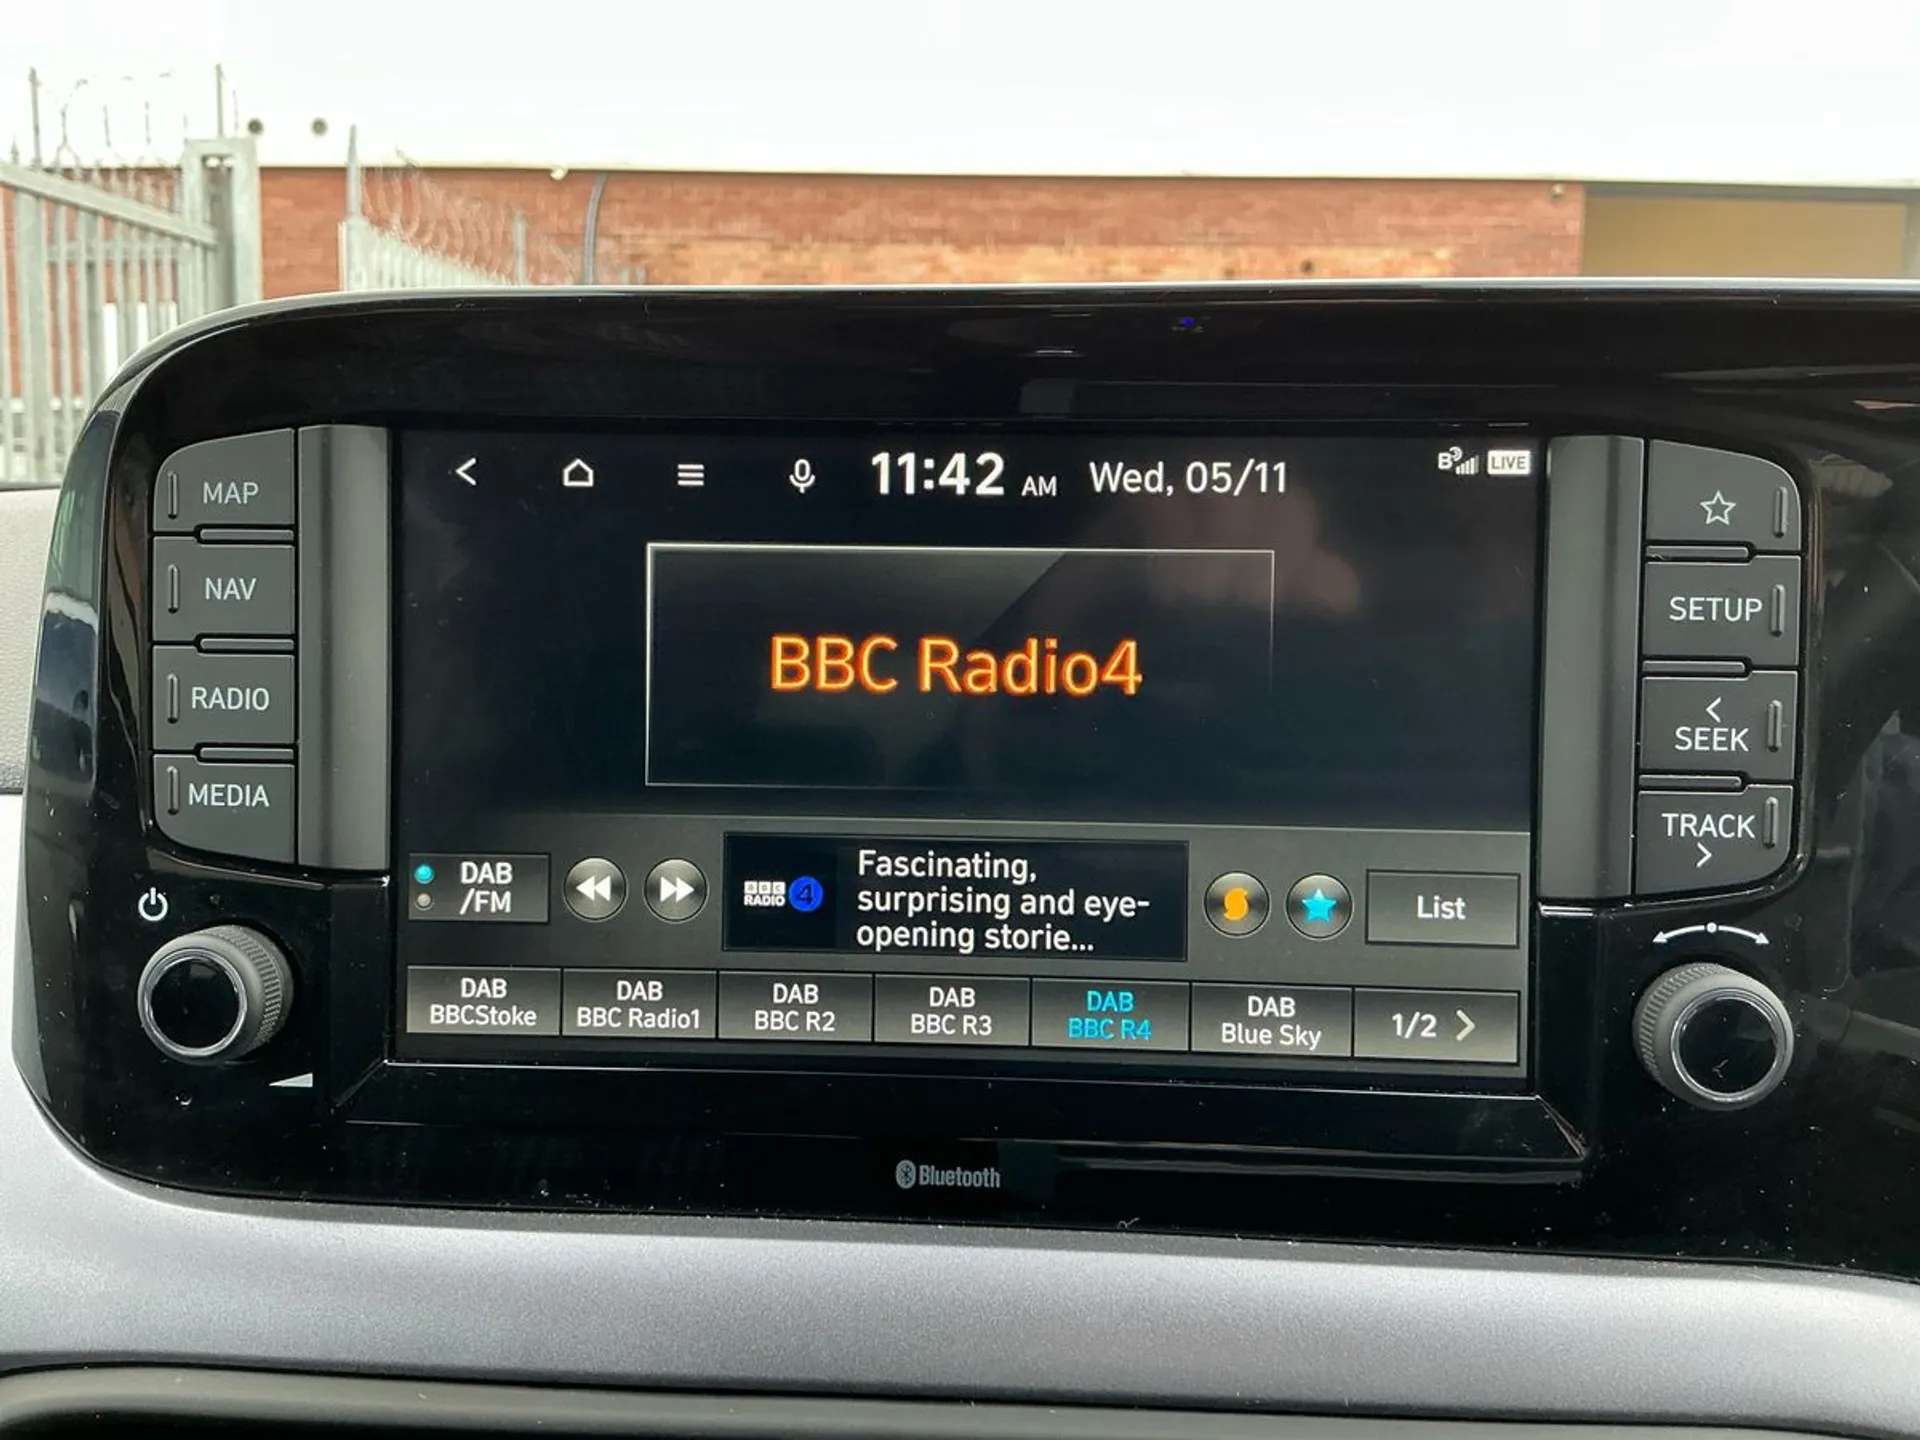 11:42 AM Wed, 05/11
B LIVE
MAP
NAV
RADIO
MEDIA
SETUP
SEEK
TRACK
BBC Radio4
DAB
/FM
BBC
RADIO 4
Fascinating,
surprising and eye-
opening storie...
List
DAB
BBCStoke
DAB
BBC Radio1
DAB
BBC R2
DAB
BBC R3
DAB
BBC R4
DAB
Blue Sky
1/2 >
Bluetooth